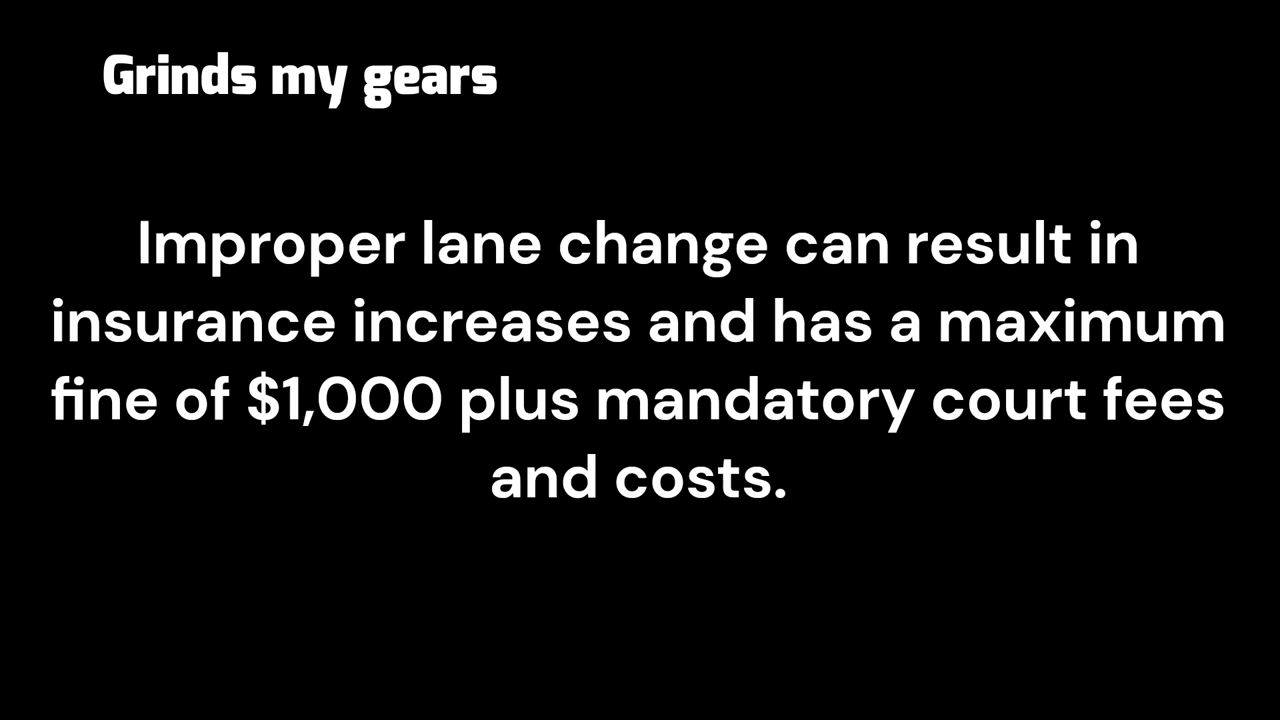 Grinds my gears
Improper lane change can result in
insurance increases and has a maximum
fine of $1,000 plus mandatory court fees
and costs.